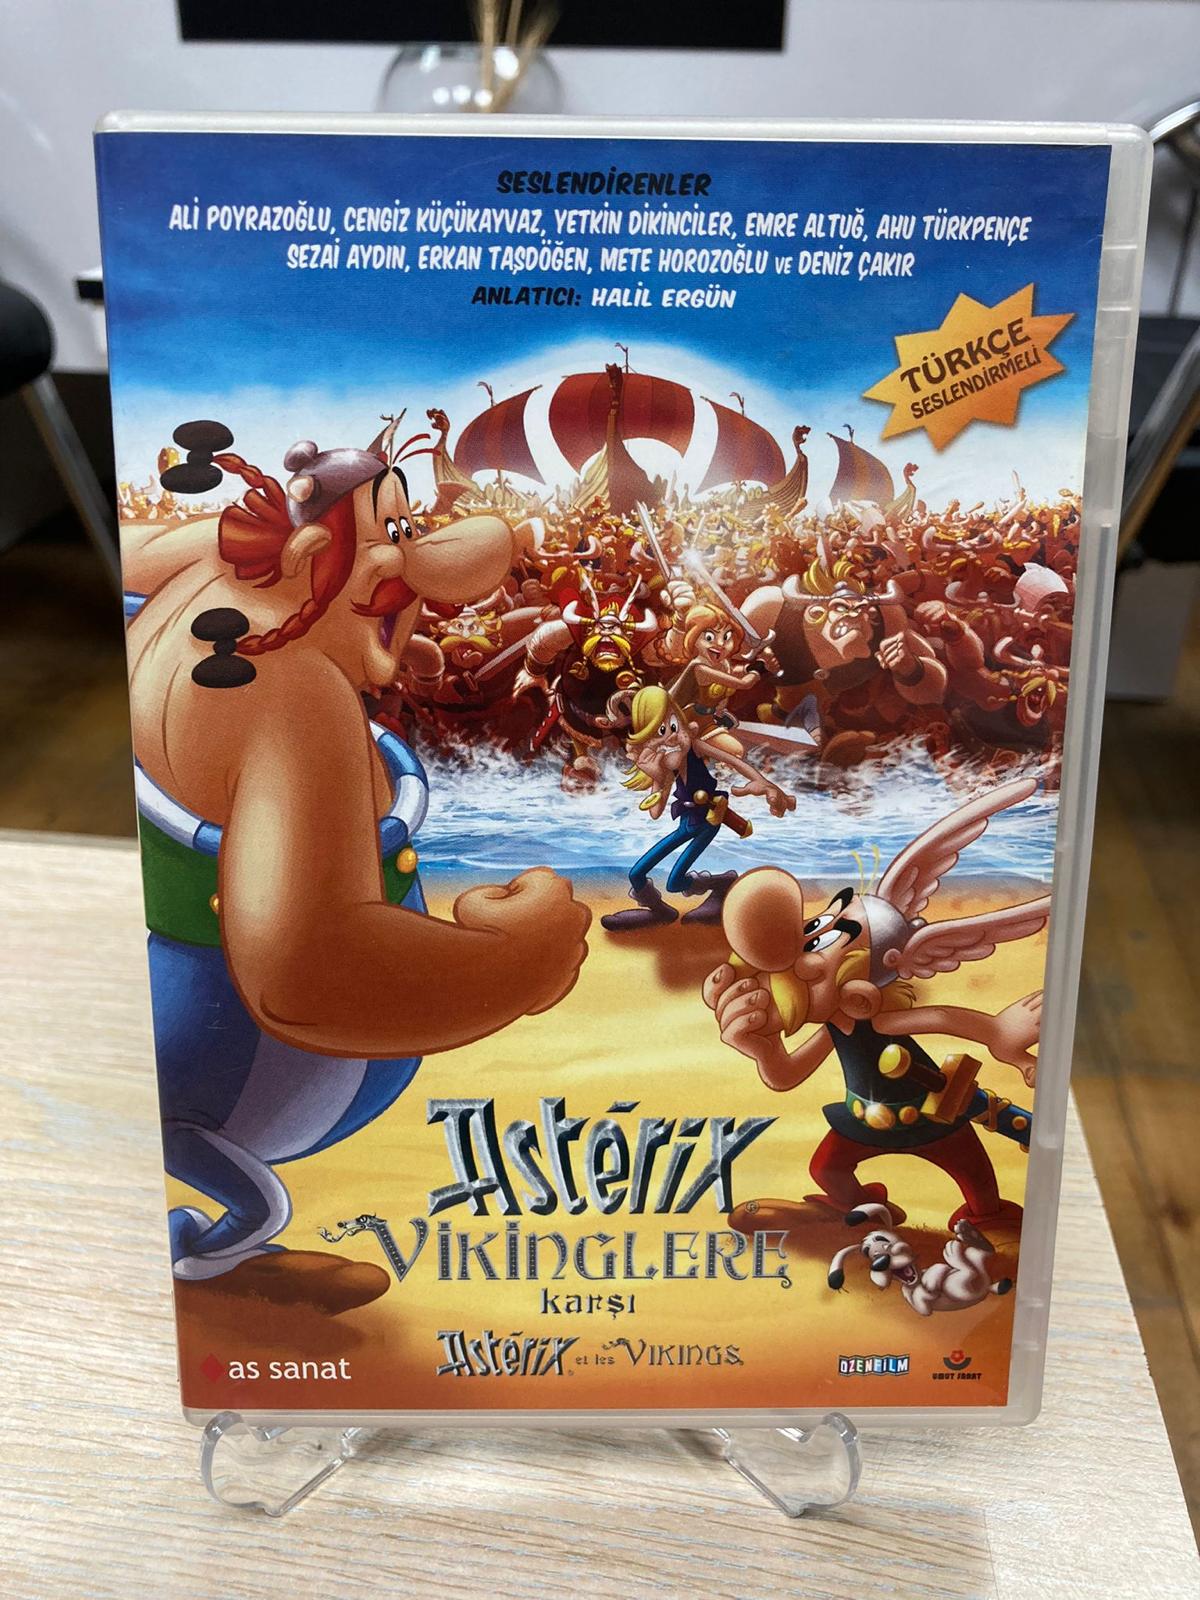 SESLENDİRENLER
ALİ POYRAZOĞLU, CENGİZ KÜÇÜKAYVAZ, YETKİN DİKİNCİLER, EMRE ALTUĞ, AHU TÜRKPENÇE
SEZAİ AYDIN, ERKAN TAŞDÖĞEN, METE HOROZOĞLU VE DENİZ ÇAKIR
ANLATICI: HALİL ERGÜN
TÜRKÇE
SESLENDİRMELİ
Astérix
VİKİNGLERE
karşı
Astérix et les VIKINGS
as sanat
ÖZENFİLM
UMUT SANAT